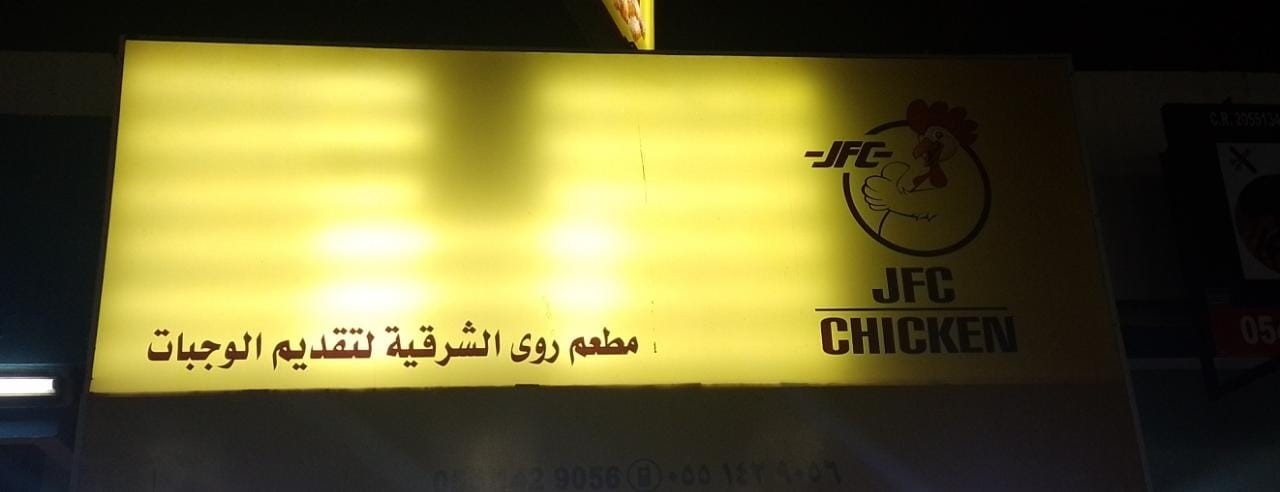 -JFC-
JFC
CHICKEN
مطعم روى الشرقية لتقديم الوجبات